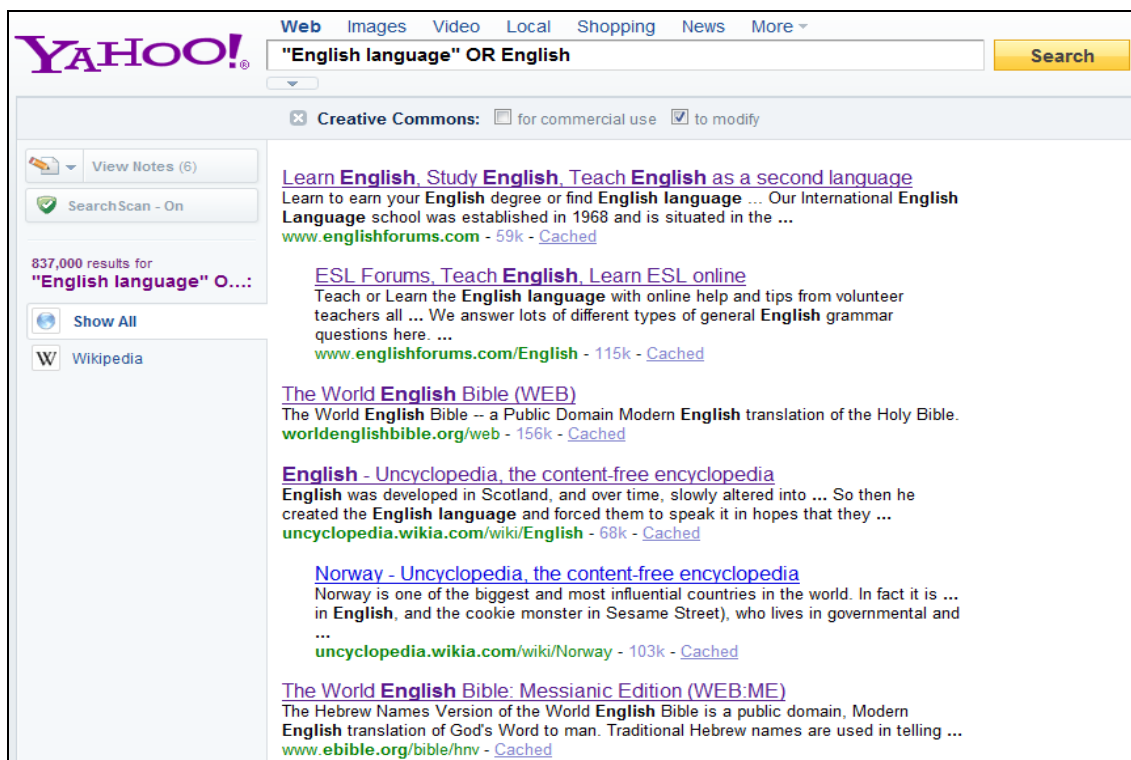 Web Images Video Local Shopping News More
YAHOO!®
"English language" OR English
Search
Creative Commons: for commercial use to modify
View Notes (6)
SearchScan - On
837,000 results for
"English language" O...:
Show All
W Wikipedia
Learn English, Study English, Teach English as a second language
Learn to earn your English degree or find English language ... Our International English
Language school was established in 1968 and is situated in the ...
www.englishforums.com - 59k - Cached
ESL Forums, Teach English, Learn ESL online
Teach or Learn the English language with online help and tips from volunteer
teachers all ... We answer lots of different types of general English grammar
questions here. ...
www.englishforums.com/English - 115k - Cached
The World English Bible (WEB)
The World English Bible -- a Public Domain Modern English translation of the Holy Bible.
worldenglishbible.org/web - 156k - Cached
English - Uncyclopedia, the content-free encyclopedia
English was developed in Scotland, and over time, slowly altered into ... So then he
created the English language and forced them to speak it in hopes that they ...
uncyclopedia.wikia.com/wiki/English - 68k - Cached
Norway - Uncyclopedia, the content-free encyclopedia
Norway is one of the biggest and most influential countries in the world. In fact it is ...
in English, and the cookie monster in Sesame Street), who lives in governmental and
...
uncyclopedia.wikia.com/wiki/Norway - 103k - Cached
The World English Bible: Messianic Edition (WEB:ME)
The Hebrew Names Version of the World English Bible is a public domain, Modern
English translation of God's Word to man. Traditional Hebrew names are used in telling ...
www.ebible.org/bible/hnv - Cached